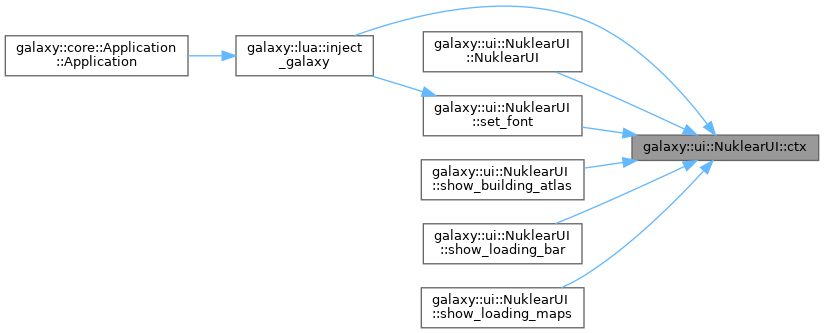 galaxy::core::Application
::Application
galaxy::lua::inject
_galaxy
galaxy::ui::NuklearUI
::NuklearUI
galaxy::ui::NuklearUI
::set_font
galaxy::ui::NuklearUI::ctx
galaxy::ui::NuklearUI
::show_building_atlas
galaxy::ui::NuklearUI
::show_loading_bar
galaxy::ui::NuklearUI
::show_loading_maps